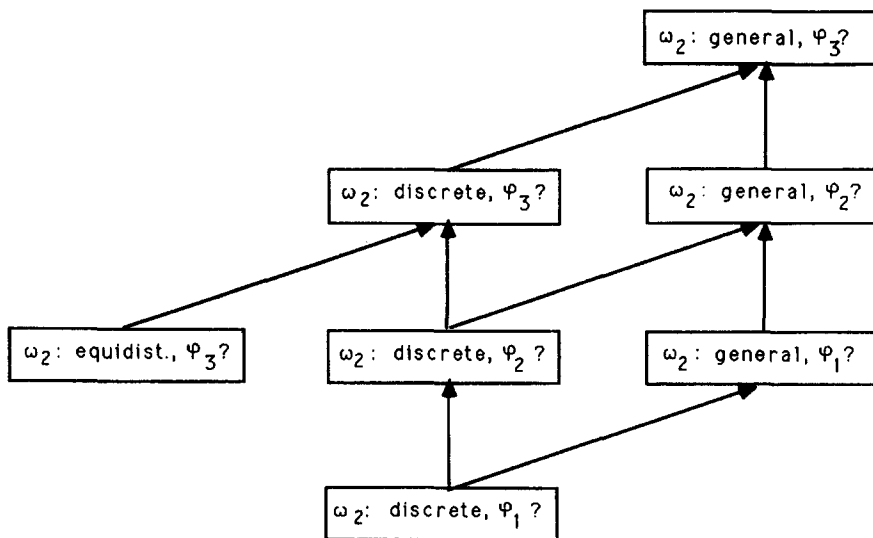 ω₂: general, φ₃?
ω₂: discrete, φ₃?
ω₂: general, φ₂?
ω₂: equidist., φ₃?
ω₂: discrete, φ₂ ?
ω₂: general, φ₁?
ω₂: discrete, φ₁ ?